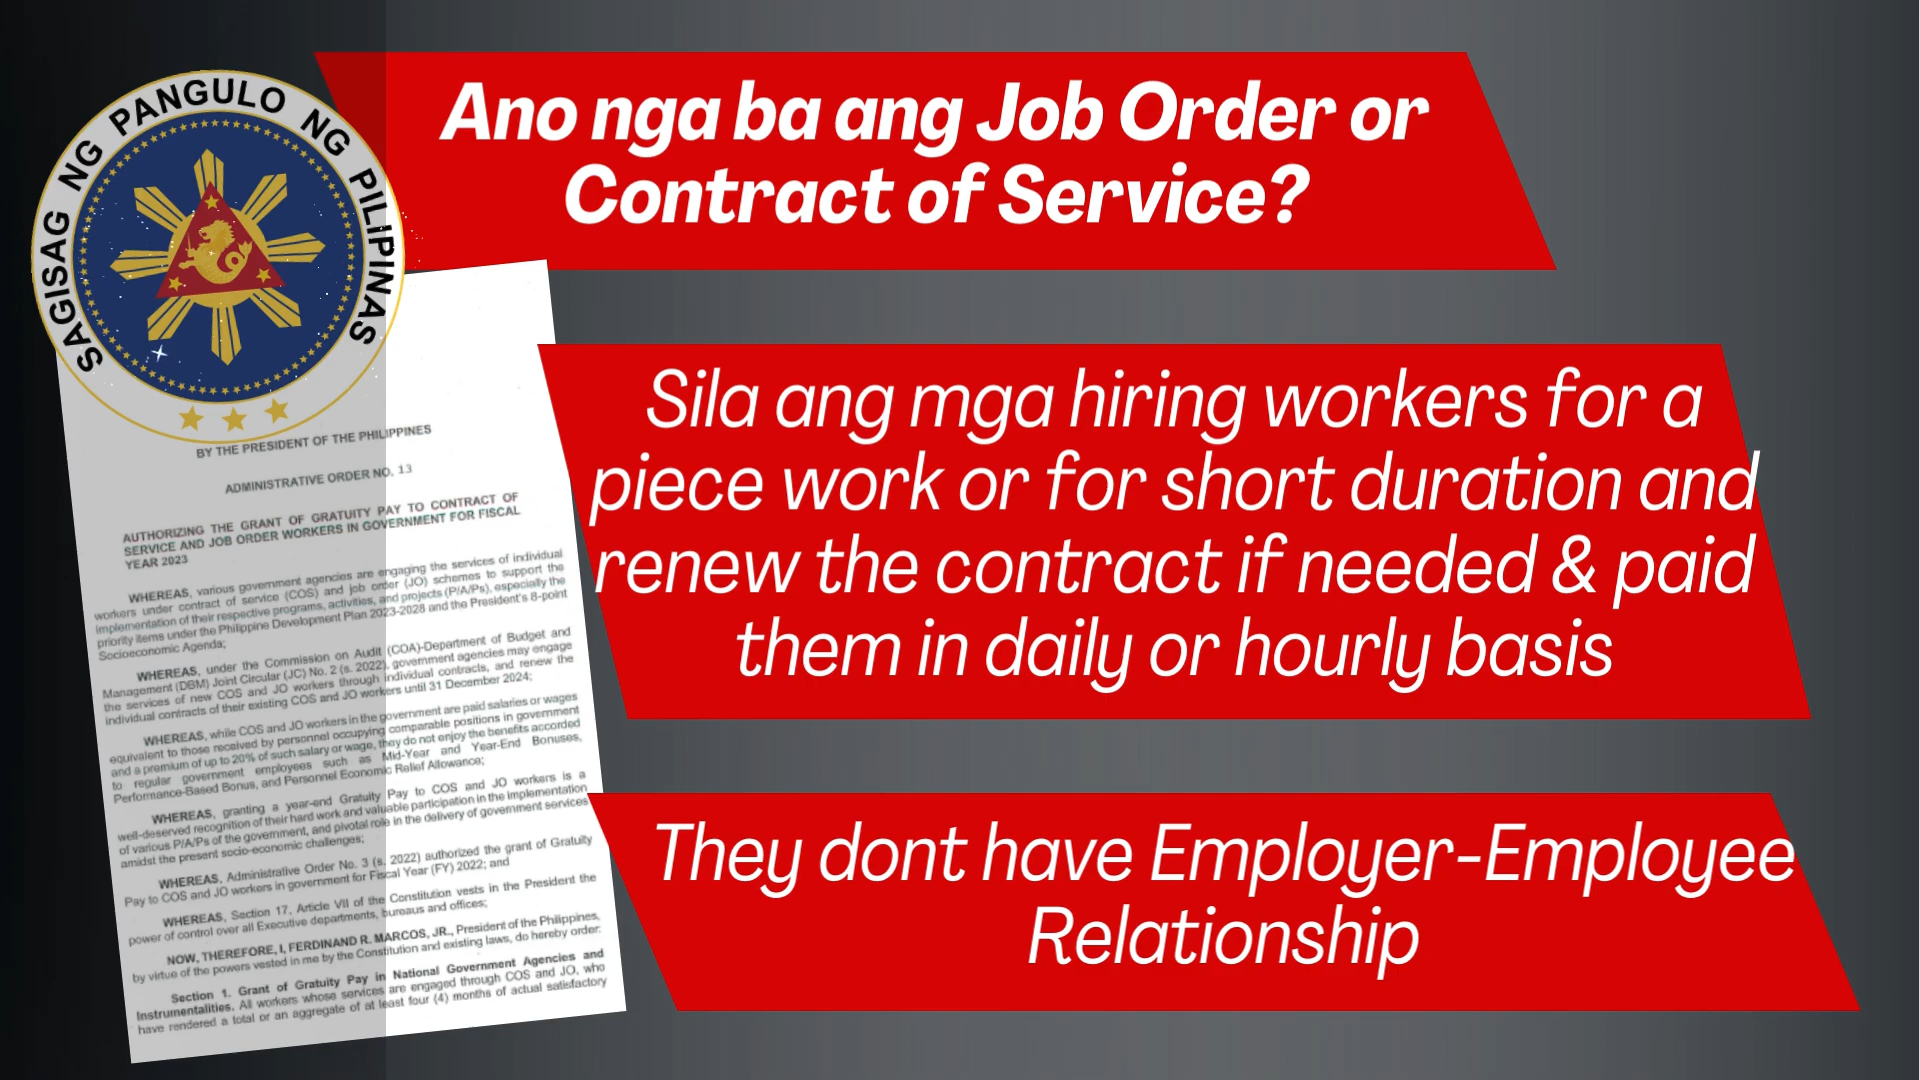 SAGISAG NG PANGULO NG PILIPINAS
Ano nga ba ang Job Order or
Contract of Service?
Sila ang mga hiring workers for a
piece work or for short duration and
renew the contract if needed & paid
them in daily or hourly basis
They dont have Employer-Employee
Relationship
BY THE PRESIDENT OF THE PHILIPPINES
ADMINISTRATIVE ORDER NO. 13
AUTHORIZING THE GRANT OF GRATUITY PAY TO CONTRACT OF
SERVICE AND JOB ORDER WORKERS IN GOVERNMENT FOR FISCAL
YEAR 2023
WHEREAS, various government agencies are engaging the services of individual
workers under contract of service (COS) and job order (JO) schemes to support the
implementation of their respective programs, activities, and projects (P/A/Ps), especially the
priority items under the Philippine Development Plan 2023-2028 and the President's 8-point
Socioeconomic Agenda;
WHEREAS, under the Commission on Audit (COA)-Department of Budget and
Management (DBM) Joint Circular (JC) No. 2 (s. 2022), government agencies may engage
the services of new COS and JO workers through individual contracts, and renew the
individual contracts of their existing COS and JO workers until 31 December 2024;
WHEREAS, while COS and JO workers in the government are paid salaries or wages
equivalent to those received by personnel occupying comparable positions in government
and a premium of up to 20% of such salary or wage, they do not enjoy the benefits accorded
to regular government employees such as Mid-Year and Year-End Bonuses,
Performance-Based Bonus, and Personnel Economic Relief Allowance;
WHEREAS, granting a year-end Gratuity Pay to COS and JO workers is a
well-deserved recognition of their hard work and valuable participation in the implementation
of various P/A/Ps of the government, and pivotal role in the delivery of government services
amidst the present socio-economic challenges;
WHEREAS, Administrative Order No. 3 (s. 2022) authorized the grant of Gratuity
Pay to COS and JO workers in government for Fiscal Year (FY) 2022; and
WHEREAS, Section 17, Article VII of the Constitution vests in the President the
power of control over all Executive departments, bureaus and offices;
NOW, THEREFORE, I, FERDINAND R. MARCOS, JR., President of the Philippines,
by virtue of the powers vested in me by the Constitution and existing laws, do hereby order:
Section 1. Grant of Gratuity Pay in National Government Agencies and
Instrumentalities. All workers whose services are engaged through COS and JO, who
have rendered a total or an aggregate of at least four (4) months of actual satisfactory